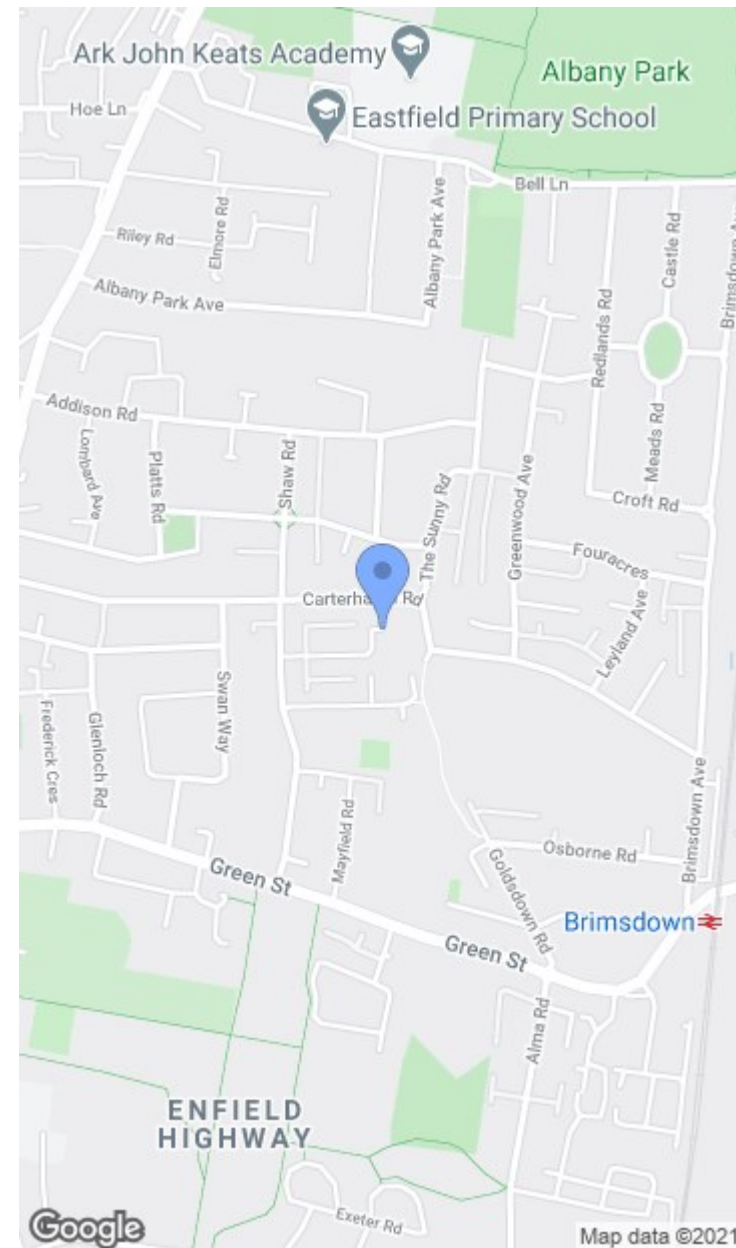 Ark John Keats Academy
Albany Park
Hoe Ln
Eastfield Primary School
Bell Ln
Elmore Rd
Riley Rd
Albany Park Ave
Castle Rd
Brimsdown Ave
Albany Park Ave
Redlands Rd
Addison Rd
Lombard Ave
Platts Rd
Shaw Rd
Meads Rd
The Sunny Rd
Greenwood Ave
Croft Rd
Fouracres
Rd
Leyland Ave
Swan Way
Frederick Cres
Glenloch Rd
Mayfield Rd
Brimsdown Ave
Osborne Rd
Goldsdown Rd
Green St
Brimsdown
Green St
Alma Rd
ENFIELD
HIGHWAY
Exeter Rd
Google
Map data ©2021